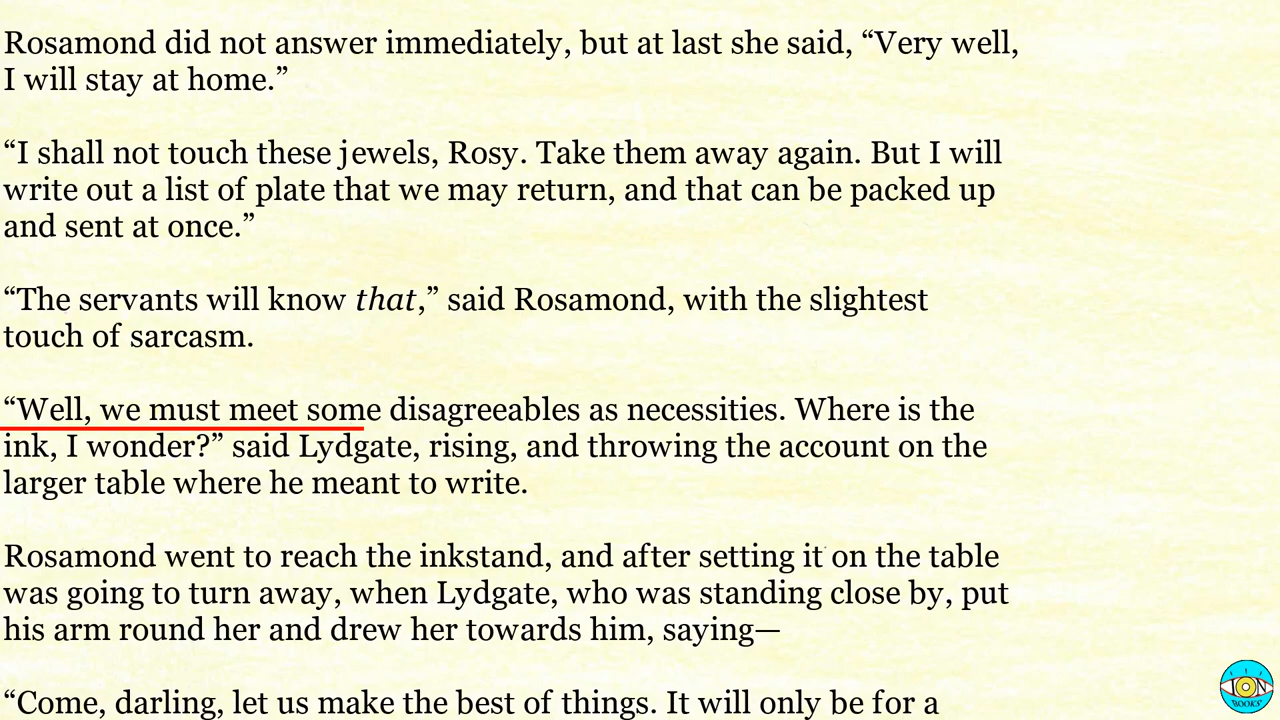 Rosamond did not answer immediately, but at last she said, “Very well,
I will stay at home.”
“I shall not touch these jewels, Rosy. Take them away again. But I will
write out a list of plate that we may return, and that can be packed up
and sent at once.”
“The servants will know that,” said Rosamond, with the slightest
touch of sarcasm.
“Well, we must meet some disagreeables as necessities. Where is the
ink, I wonder?” said Lydgate, rising, and throwing the account on the
larger table where he meant to write.
Rosamond went to reach the inkstand, and after setting it on the table
was going to turn away, when Lydgate, who was standing close by, put
his arm round her and drew her towards him, saying—
“Come, darling, let us make the best of things. It will only be for a
ION
BOOKS